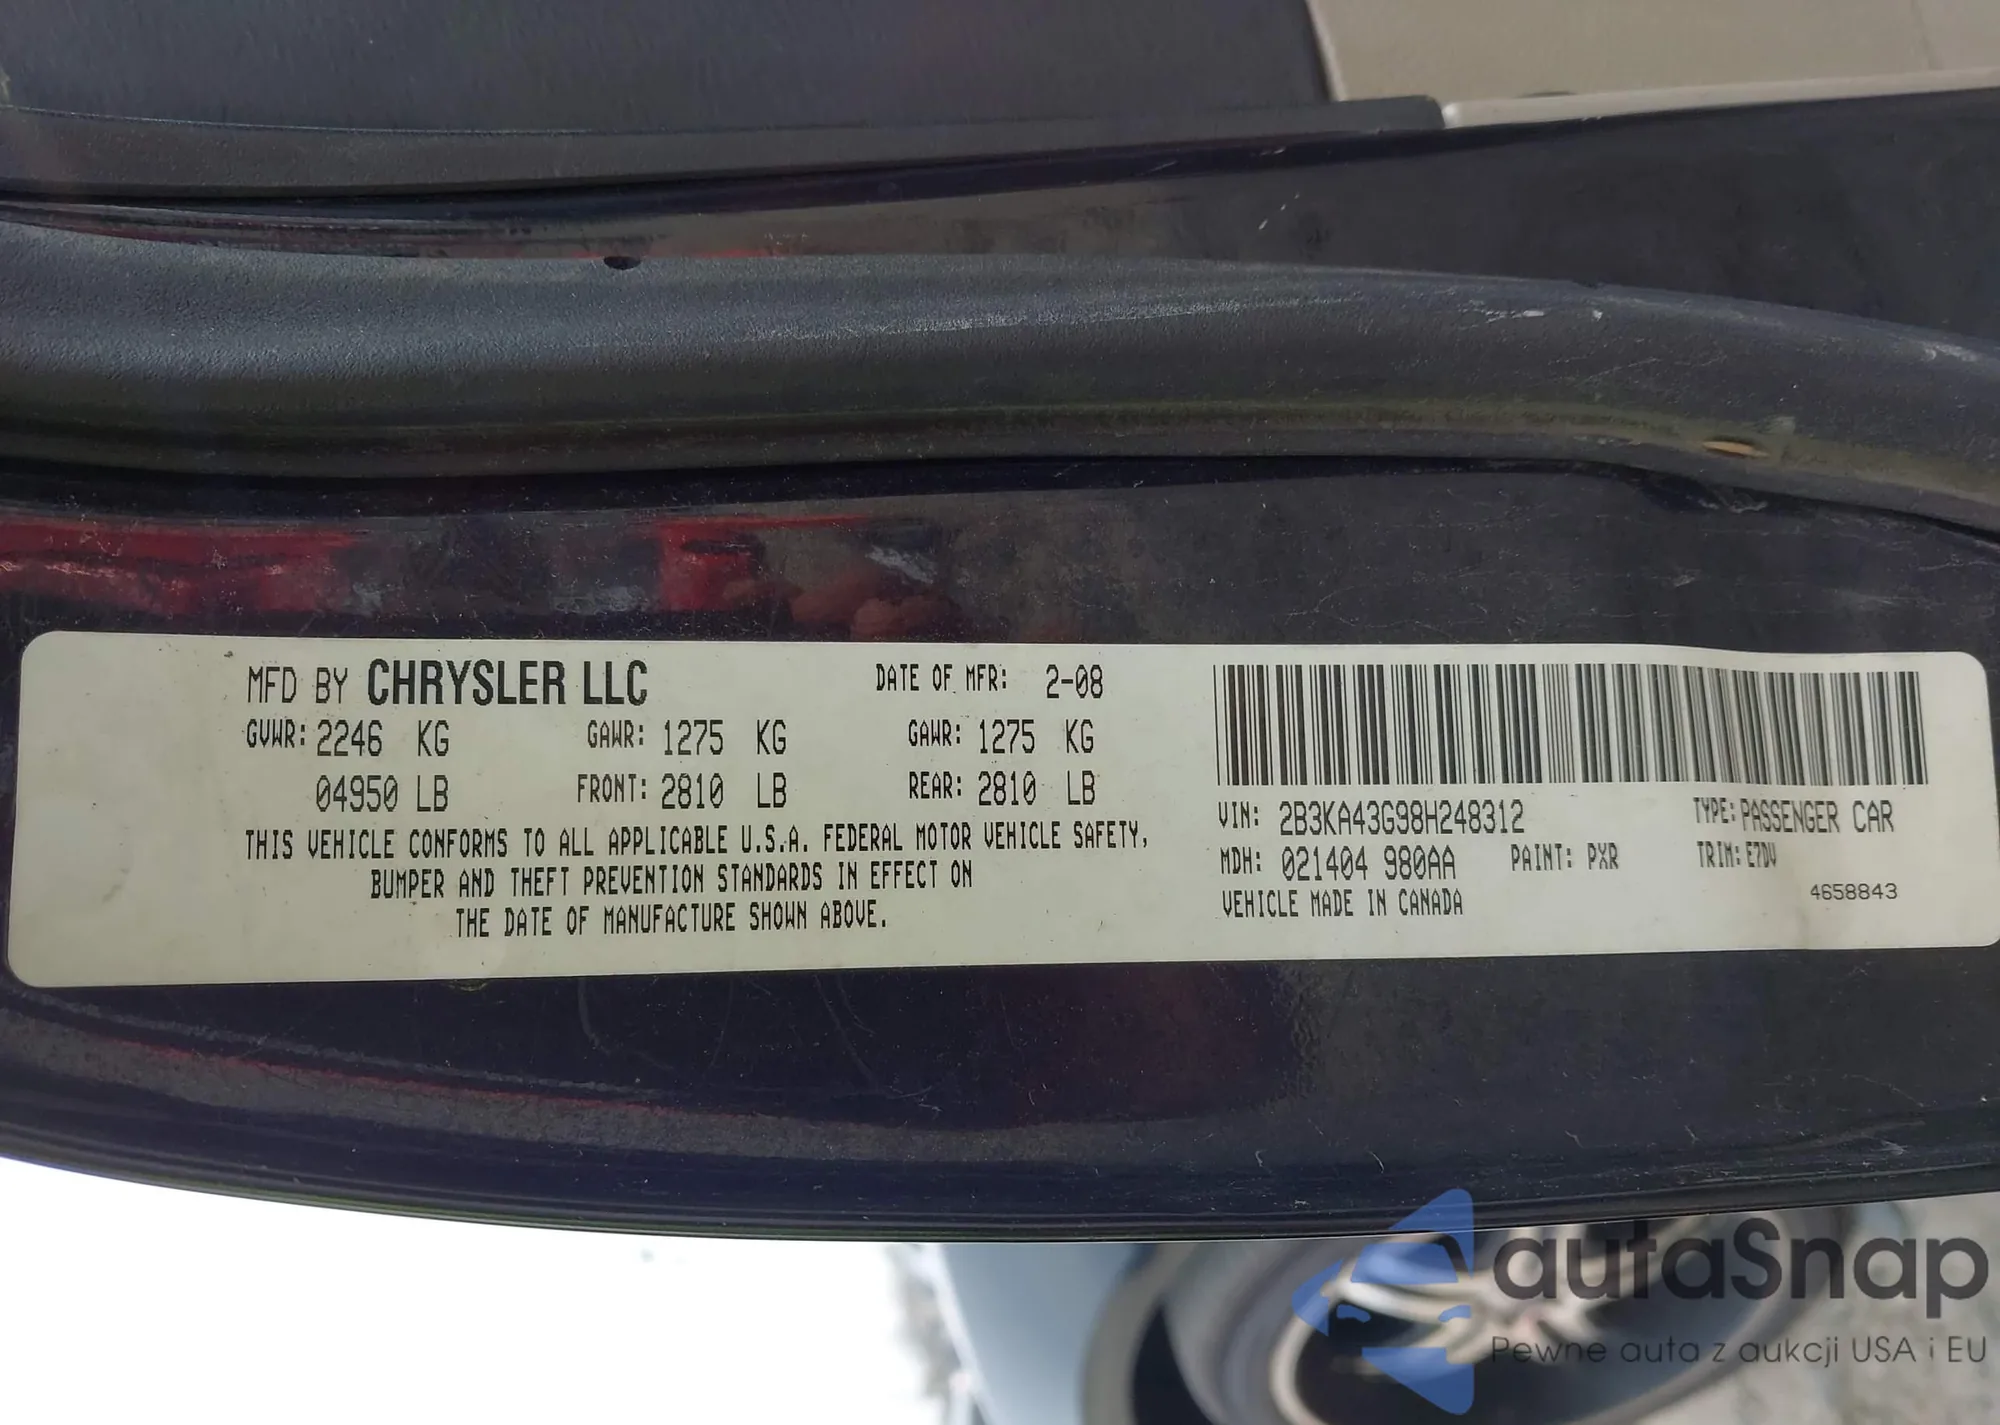 MFD BY CHRYSLER LLC DATE OF MFR: 2-08
GVWR: 2246 KG GAWR: 1275 KG GAWR: 1275 KG
04950 LB FRONT: 2810 LB REAR: 2810 LB
THIS VEHICLE CONFORMS TO ALL APPLICABLE U.S.A. FEDERAL MOTOR VEHICLE SAFETY,
BUMPER AND THEFT PREVENTION STANDARDS IN EFFECT ON
THE DATE OF MANUFACTURE SHOWN ABOVE.
VIN: 2B3KA43G98H248312 TYPE: PASSENGER CAR
MDH: 021404 980AA PAINT: PXR TRIM: E7DV
VEHICLE MADE IN CANADA 4658843
autaSnap
Pewne auta z aukcji USA i EU